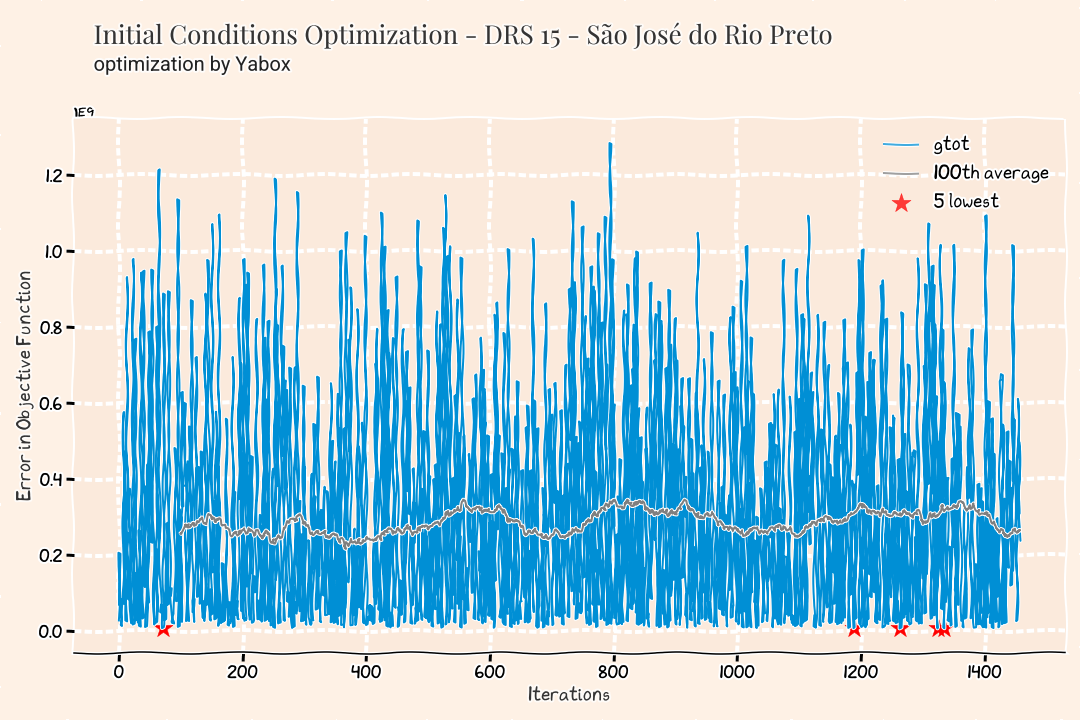 Initial Conditions Optimization - DRS 15 - São José do Rio Preto
optimization by Yabox
1E9
gtot
100th average
5 lowest
1.2
1.0
0.8
0.6
0.4
0.2
0.0
Error in Objective Function
0 200 400 600 800 1000 1200 1400
Iterations